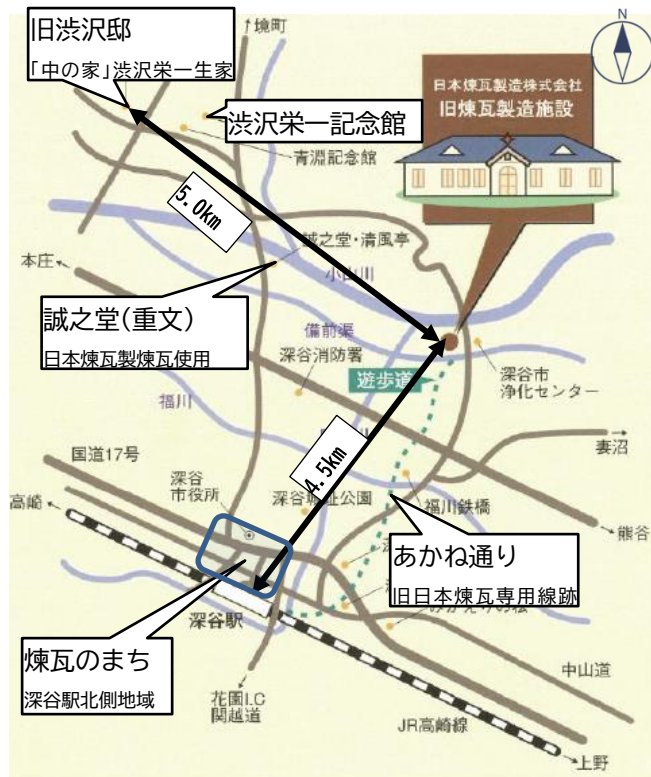 旧渋沢邸
「中の家」渋沢栄一生家
↑境町
N
日本煉瓦製造株式会社
旧煉瓦製造施設
渋沢栄一記念館
青淵記念館
5.0km
誠之堂・清風亭
小山川
本庄
誠之堂(重文)
日本煉瓦製煉瓦使用
備前渠
深谷消防署
遊歩道
深谷市
浄化センター
福川
妻沼
国道17号
4.5km
深谷
市役所
高崎
深谷城址公園
福川鉄橋
熊谷
あかね通り
旧日本煉瓦専用線跡
深谷駅
煉瓦のまち
深谷駅北側地域
中山道
花園I.C
関越道
JR高崎線
上野